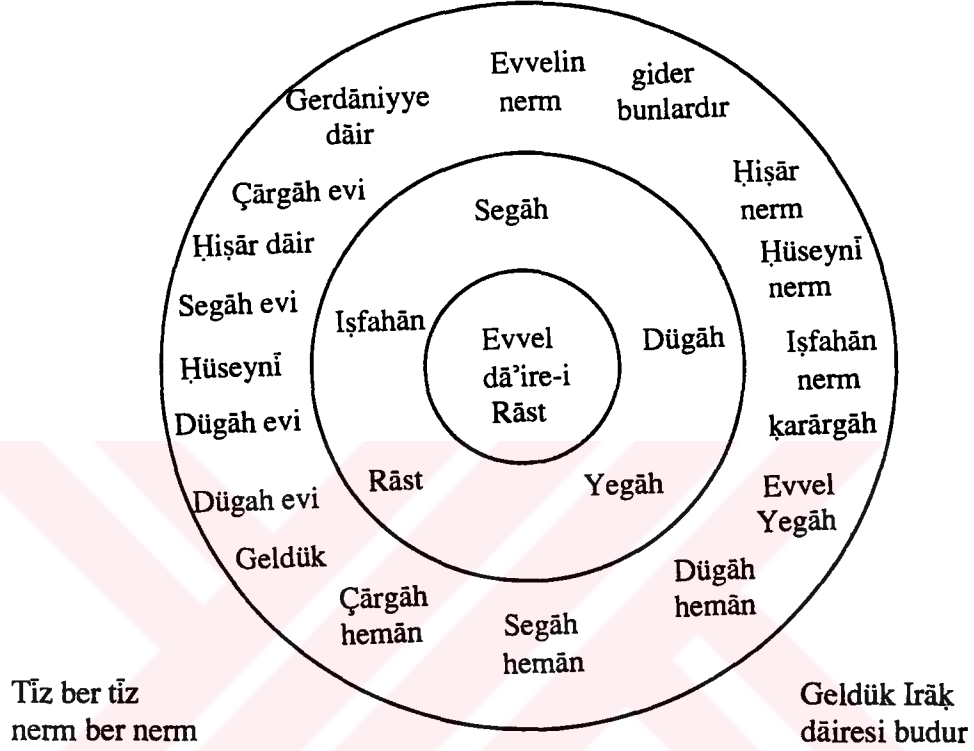 Evvelin
nerm
gider
bunlardır
Ḥiṣār
nerm
Ḥüseynī
nerm
Iṣfahān
nerm
ḳarārgāh
Evvel
Yegāh
Dügāh
hemān
Segāh
hemān
Çārgāh
hemān
Geldük
Dügah evi
Dügāh evi
Ḥüseynī
Segāh evi
Ḥiṣār dāir
Çārgāh evi
Gerdāniyye
dāir
Segāh
Dügāh
Yegāh
Rāst
Iṣfahān
Evvel
dā’ire-i
Rāst
Tīz ber tīz
nerm ber nerm
Geldük Irāḳ
dāiresi budur